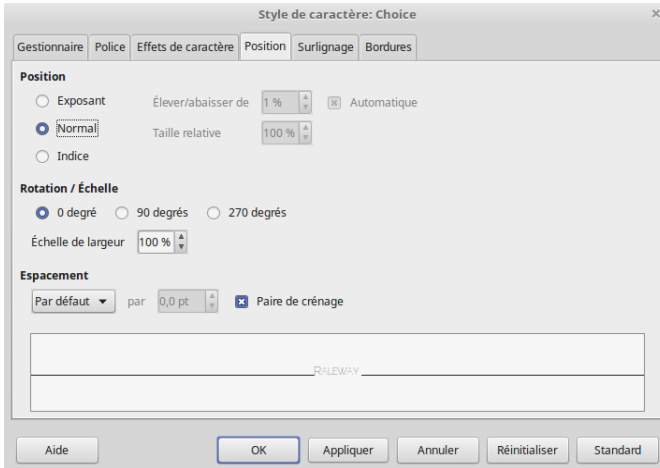 Style de caractère: Choice
Gestionnaire Police Effets de caractère Position Surlignage Bordures
Position
Exposant Élever/abaisser de 1 % Automatique
Normal Taille relative 100 %
Indice
Rotation / Échelle
0 degré 90 degrés 270 degrés
Échelle de largeur 100 %
Espacement
Par défaut par 0,0 pt Paire de crénage
RALEWAY
Aide OK Appliquer Annuler Réinitialiser Standard